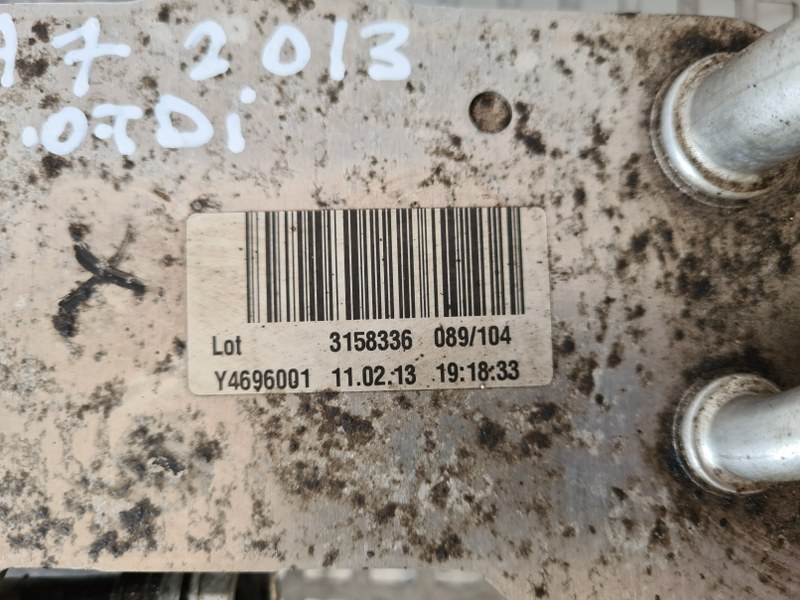 A7 2013
.0TDi
X
Lot 3158336 089/104
Y4696001 11.02.13 19:18:33